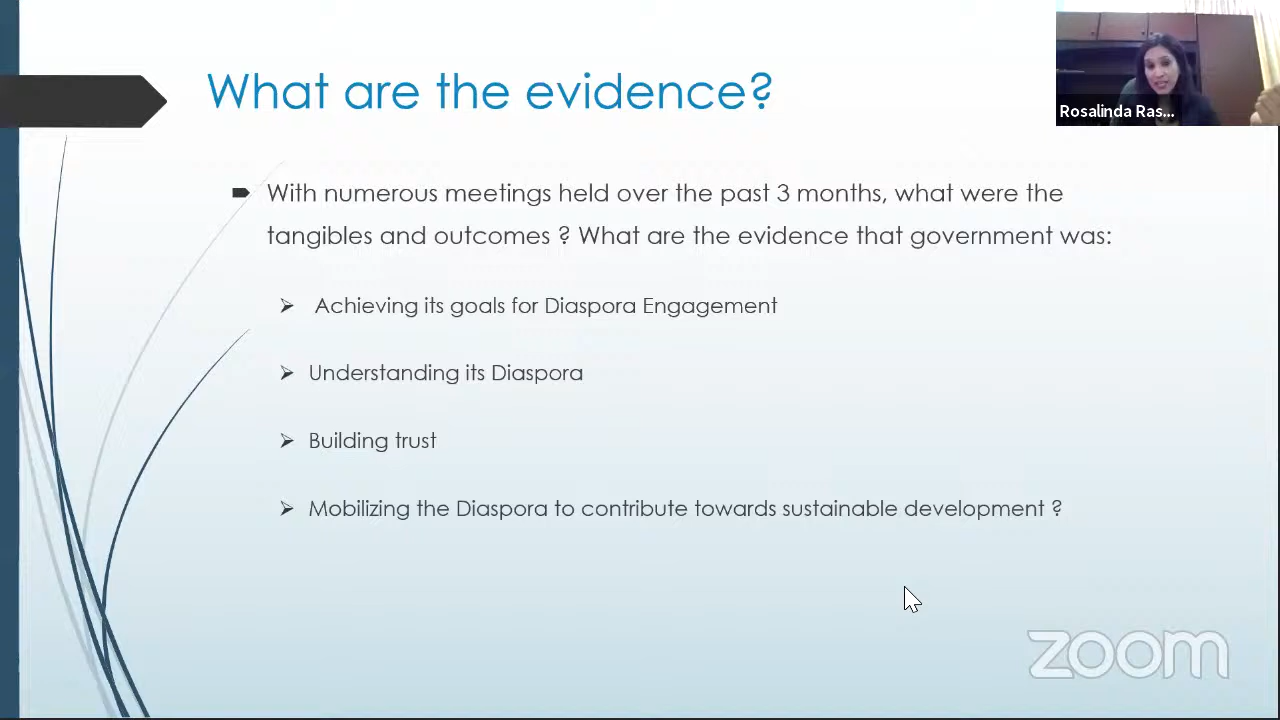 What are the evidence?
Rosalinda Ras...
With numerous meetings held over the past 3 months, what were the
tangibles and outcomes ? What are the evidence that government was:
Achieving its goals for Diaspora Engagement
Understanding its Diaspora
Building trust
Mobilizing the Diaspora to contribute towards sustainable development ?
zoom